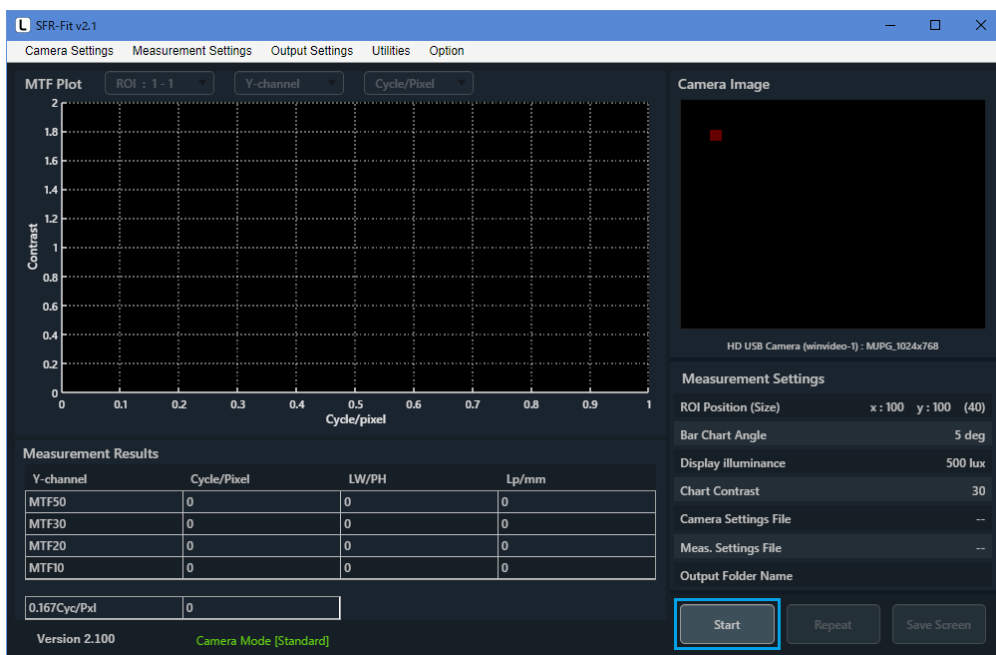 L SFR-Fit v2.1
Camera Settings Measurement Settings Output Settings Utilities Option
MTF Plot ROI : 1 - 1 Y-channel Cycle/Pixel
2
1.8
1.6
1.4
1.2
1
0.8
0.6
0.4
0.2
0
Contrast
0 0.1 0.2 0.3 0.4 0.5 0.6 0.7 0.8 0.9 1
Cycle/pixel
Camera Image
HD USB Camera (winvideo-1) : MJPG_1024x768
Measurement Settings
ROI Position (Size) x : 100 y : 100 (40)
Bar Chart Angle 5 deg
Display illuminance 500 lux
Chart Contrast 30
Camera Settings File --
Meas. Settings File --
Output Folder Name
Measurement Results
Y-channel Cycle/Pixel LW/PH Lp/mm
MTF50 0 0 0
MTF30 0 0 0
MTF20 0 0 0
MTF10 0 0 0
0.167Cyc/Pxl 0
Version 2.100 Camera Mode [Standard]
Start Repeat Save Screen